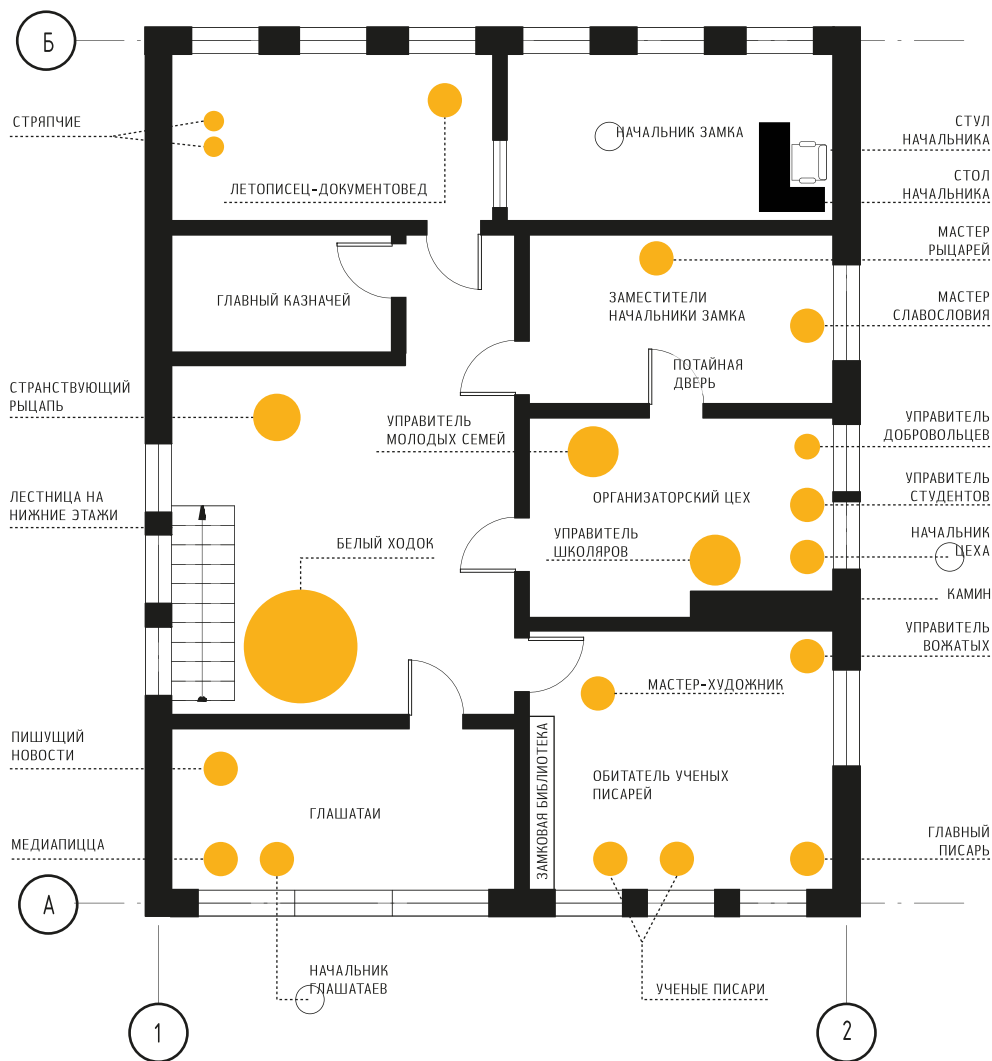 Б
СТРЯПЧИЕ
НАЧАЛЬНИК ЗАМКА
СТУЛ
НАЧАЛЬНИКА
ЛЕТОПИСЕЦ-ДОКУМЕНТОВЕД
СТОЛ
НАЧАЛЬНИКА
МАСТЕР
РЫЦАРЕЙ
ГЛАВНЫЙ КАЗНАЧЕЙ
ЗАМЕСТИТЕЛИ
НАЧАЛЬНИКИ ЗАМКА
МАСТЕР
СЛАВОСЛОВИЯ
ПОТАЙНАЯ
ДВЕРЬ
СТРАНСТВУЮЩИЙ
РЫЦАПЬ
УПРАВИТЕЛЬ
МОЛОДЫХ СЕМЕЙ
УПРАВИТЕЛЬ
ДОБРОВОЛЬЦЕВ
ЛЕСТНИЦА НА
НИЖНИЕ ЭТАЖИ
ОРГАНИЗАТОРСКИЙ ЦЕХ
УПРАВИТЕЛЬ
СТУДЕНТОВ
БЕЛЫЙ ХОДОК
УПРАВИТЕЛЬ
ШКОЛЯРОВ
НАЧАЛЬНИК
ЦЕХА
КАМИН
УПРАВИТЕЛЬ
ВОЖАТЫХ
МАСТЕР-ХУДОЖНИК
ПИШУЩИЙ
НОВОСТИ
ЗАМКОВАЯ БИБЛИОТЕКА
ОБИТАТЕЛЬ УЧЕНЫХ
ПИСАРЕЙ
ГЛАШАТАИ
МЕДИАПИЦЦА
ГЛАВНЫЙ
ПИСАРЬ
А
НАЧАЛЬНИК
ГЛАШАТАЕВ
УЧЕНЫЕ ПИСАРИ
1
2